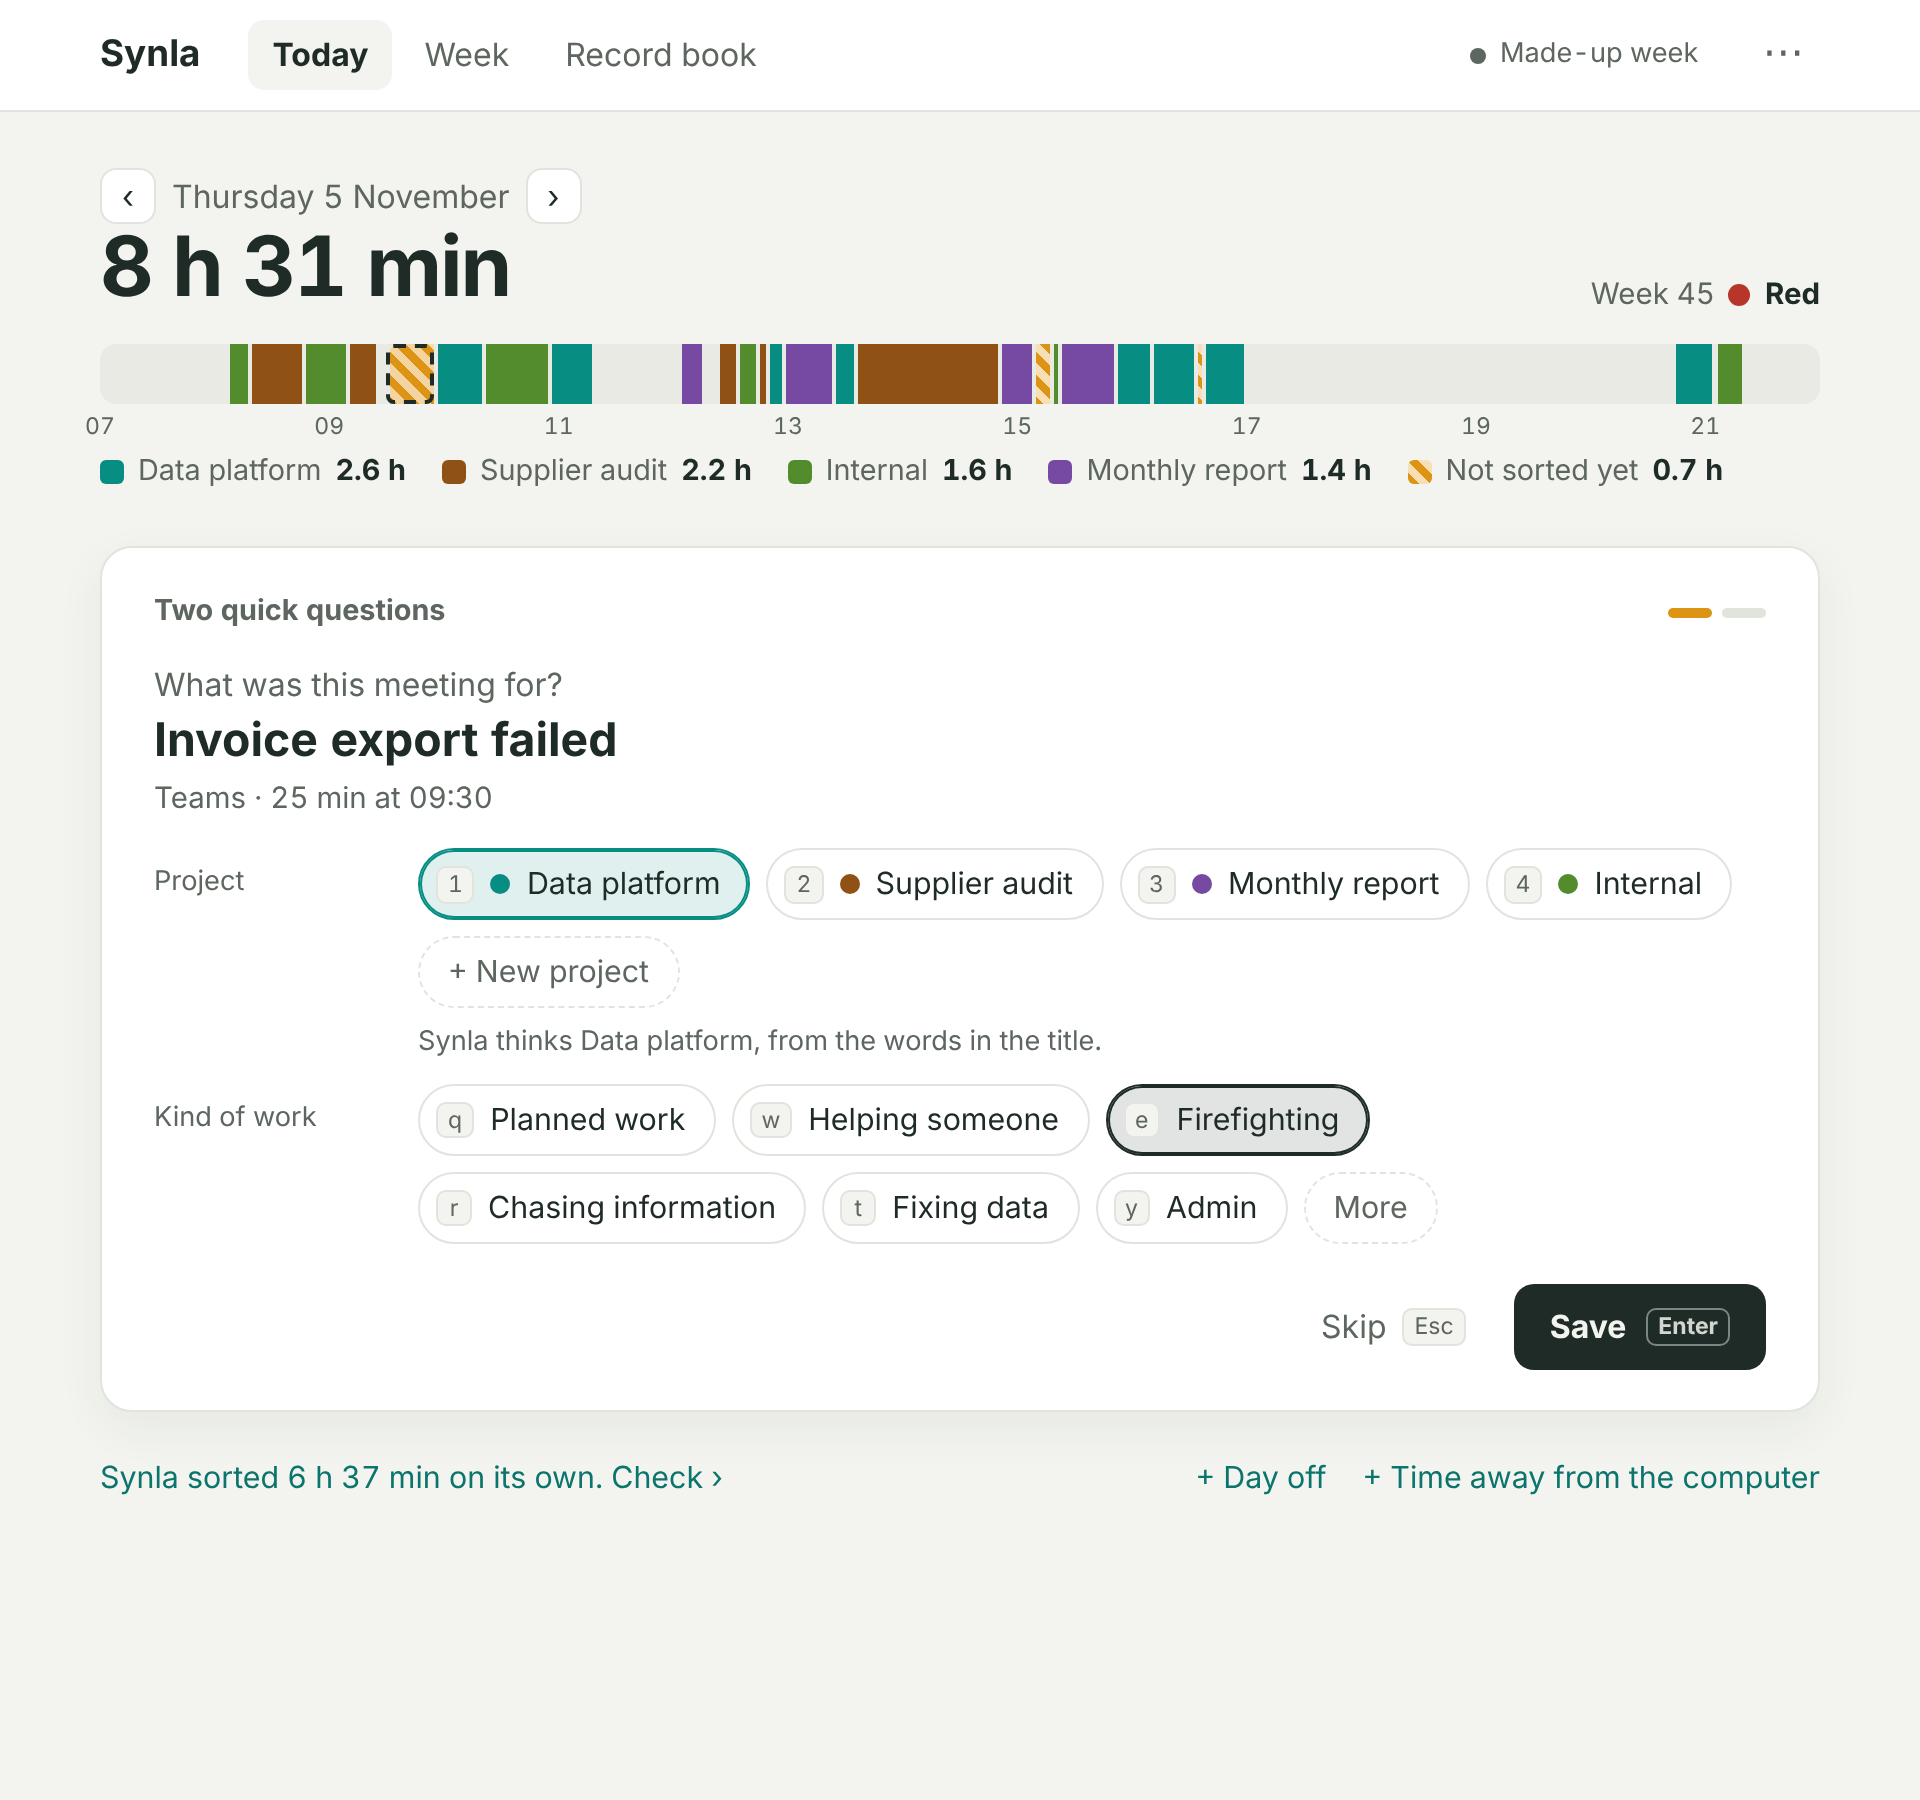 Synla Today Week Record book Made-up week ···
‹ Thursday 5 November ›
8 h 31 min
Week 45 Red
07 09 11 13 15 17 19 21
Data platform 2.6 h Supplier audit 2.2 h Internal 1.6 h Monthly report 1.4 h Not sorted yet 0.7 h
Two quick questions
What was this meeting for?
Invoice export failed
Teams · 25 min at 09:30
Project 1 Data platform 2 Supplier audit 3 Monthly report 4 Internal
+ New project
Synla thinks Data platform, from the words in the title.
Kind of work q Planned work w Helping someone e Firefighting
r Chasing information t Fixing data y Admin More
Skip Esc Save Enter
Synla sorted 6 h 37 min on its own. Check › + Day off + Time away from the computer